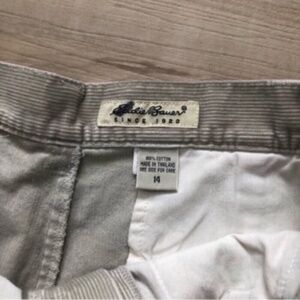 Eddie Bauer®
SINCE 1920
100% COTTON
MADE IN THAILAND
SEE SIDE FOR CARE
14